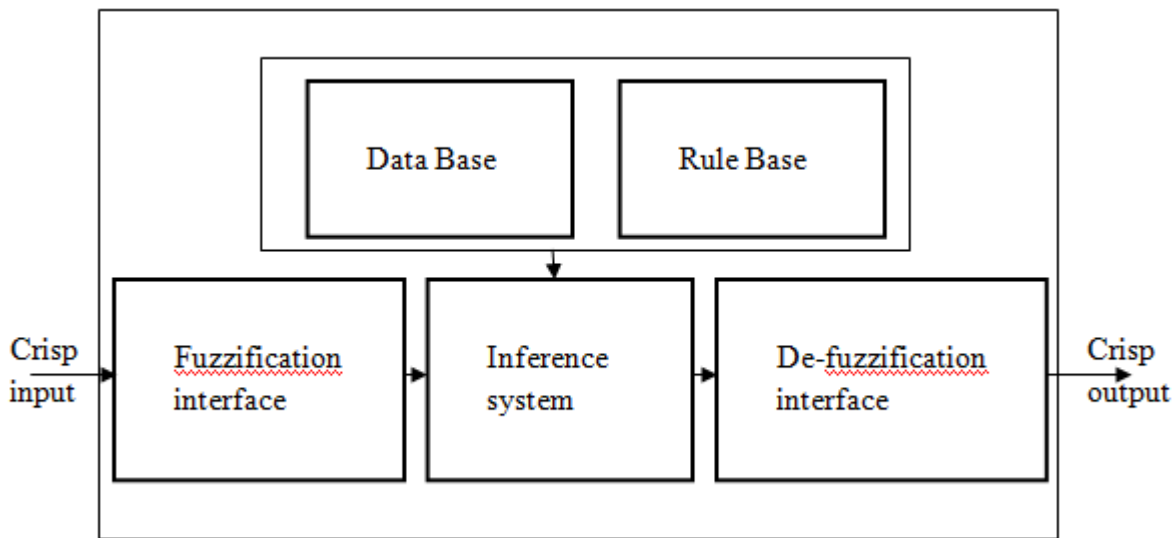 Data Base
Rule Base
Crisp
input
Fuzzification
interface
Inference
system
De-fuzzification
interface
Crisp
output